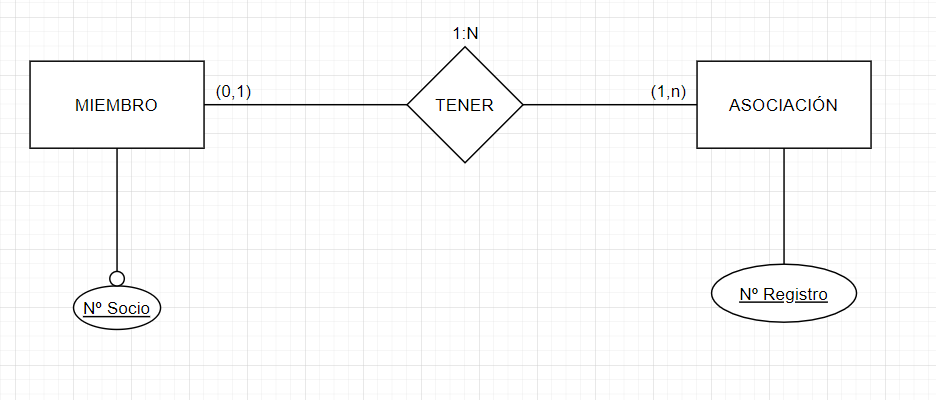 1:N
MIEMBRO
(0,1)
TENER
(1,n)
ASOCIACIÓN
Nº Socio
Nº Registro